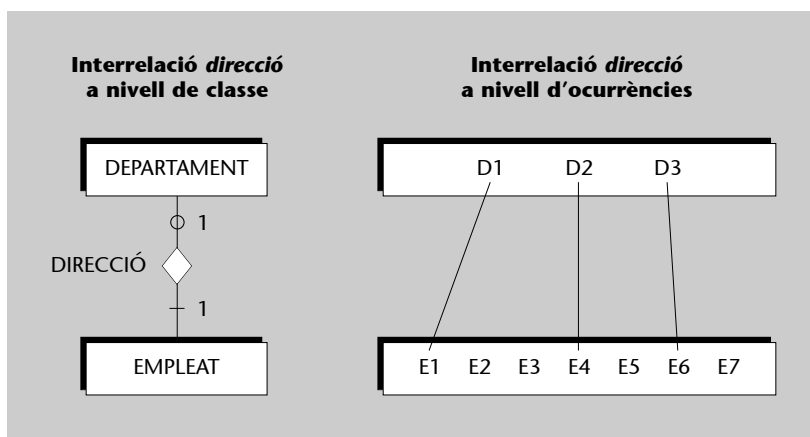 Interrelació direcció
a nivell de classe
DEPARTAMENT
1
DIRECCIÓ
1
EMPLEAT
Interrelació direcció
a nivell d'ocurrències
D1 D2 D3
E1 E2 E3 E4 E5 E6 E7